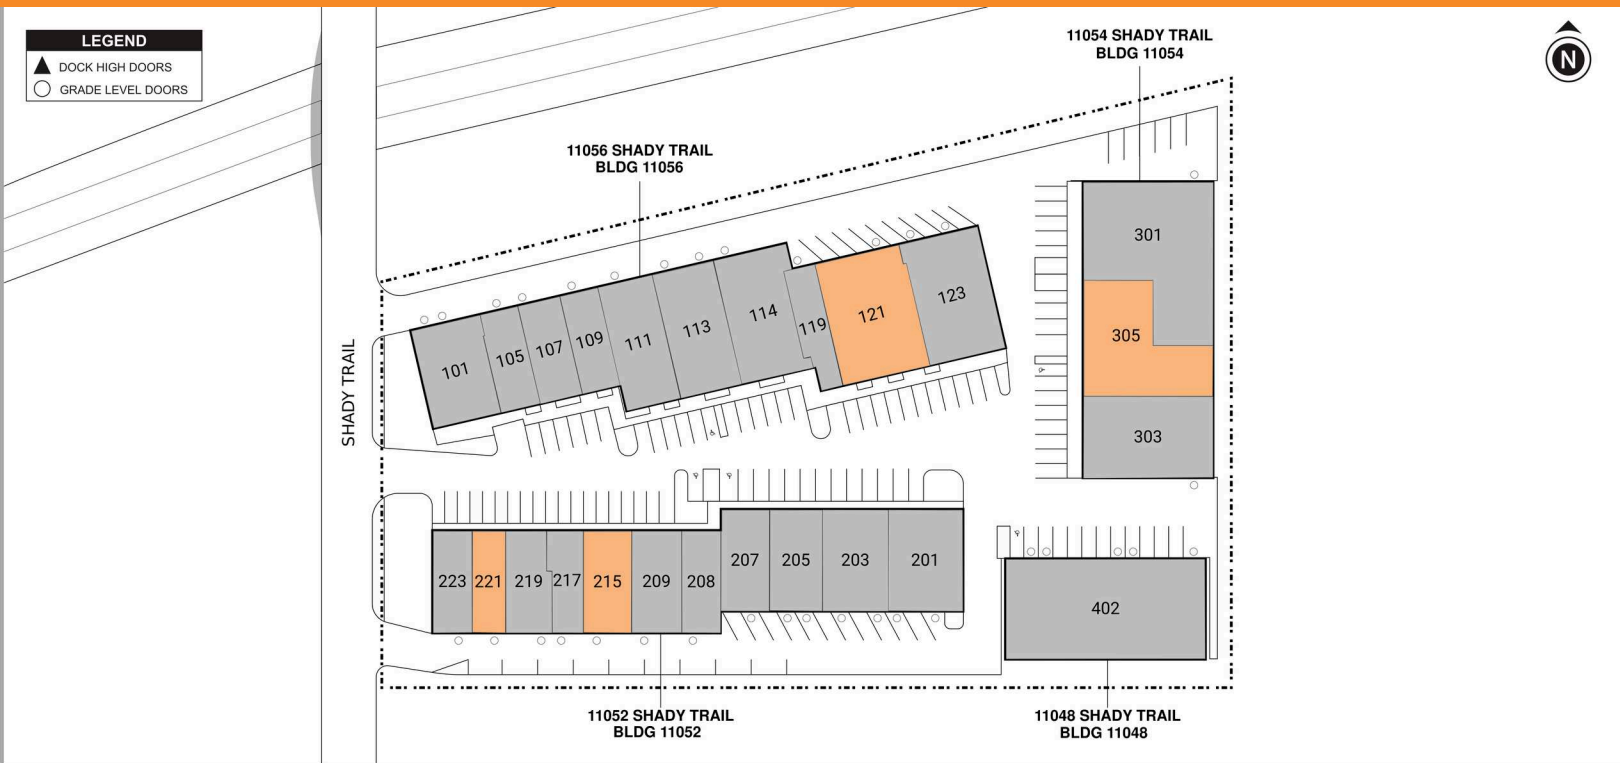 LEGEND
DOCK HIGH DOORS
GRADE LEVEL DOORS
11054 SHADY TRAIL
BLDG 11054
N
11056 SHADY TRAIL
BLDG 11056
SHADY TRAIL
101
105
107
109
111
113
114
119
121
123
301
305
303
223
221
219
217
215
209
208
207
205
203
201
402
11052 SHADY TRAIL
BLDG 11052
11048 SHADY TRAIL
BLDG 11048